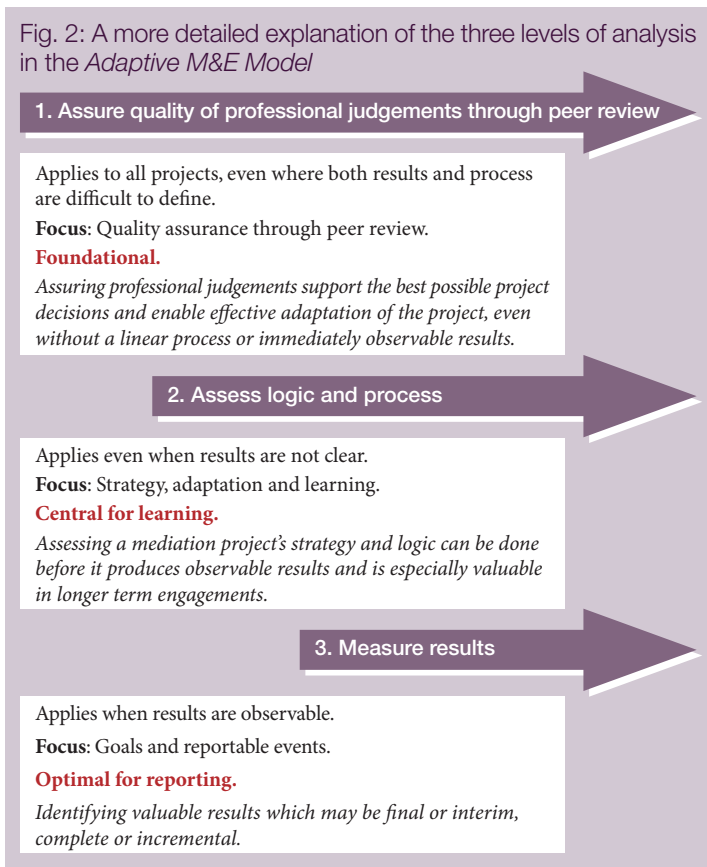 Fig. 2: A more detailed explanation of the three levels of analysis
in the Adaptive M&E Model
1. Assure quality of professional judgements through peer review
Applies to all projects, even where both results and process
are difficult to define.
Focus: Quality assurance through peer review.
Foundational.
Assuring professional judgements support the best possible project
decisions and enable effective adaptation of the project, even
without a linear process or immediately observable results.
2. Assess logic and process
Applies even when results are not clear.
Focus: Strategy, adaptation and learning.
Central for learning.
Assessing a mediation project's strategy and logic can be done
before it produces observable results and is especially valuable
in longer term engagements.
3. Measure results
Applies when results are observable.
Focus: Goals and reportable events.
Optimal for reporting.
Identifying valuable results which may be final or interim,
complete or incremental.